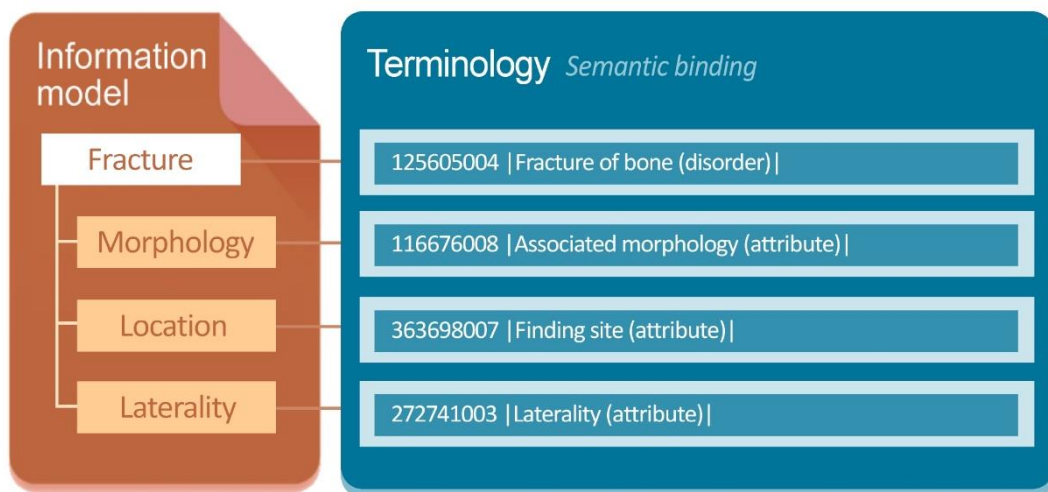 Information
model
Terminology Semantic binding
Fracture
125605004 |Fracture of bone (disorder)|
Morphology
116676008 |Associated morphology (attribute)|
Location
363698007 |Finding site (attribute)|
Laterality
272741003 |Laterality (attribute)|